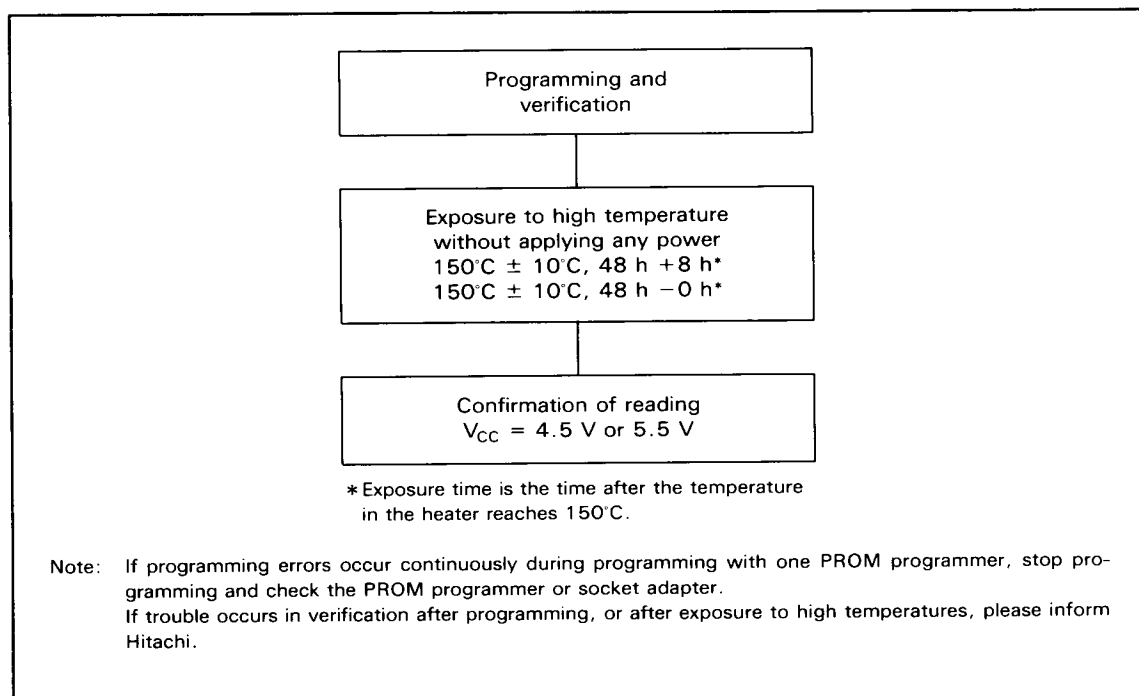 Programming and
verification
Exposure to high temperature
without applying any power
150°C ± 10°C, 48 h +8 h*
150°C ± 10°C, 48 h −0 h*
Confirmation of reading
VCC = 4.5 V or 5.5 V
* Exposure time is the time after the temperature
in the heater reaches 150°C.
Note: If programming errors occur continuously during programming with one PROM programmer, stop pro-
gramming and check the PROM programmer or socket adapter.
If trouble occurs in verification after programming, or after exposure to high temperatures, please inform
Hitachi.